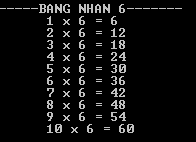 -----BANG NHAN 6-------
1 x 6 = 6
2 x 6 = 12
3 x 6 = 18
4 x 6 = 24
5 x 6 = 30
6 x 6 = 36
7 x 6 = 42
8 x 6 = 48
9 x 6 = 54
10 x 6 = 60